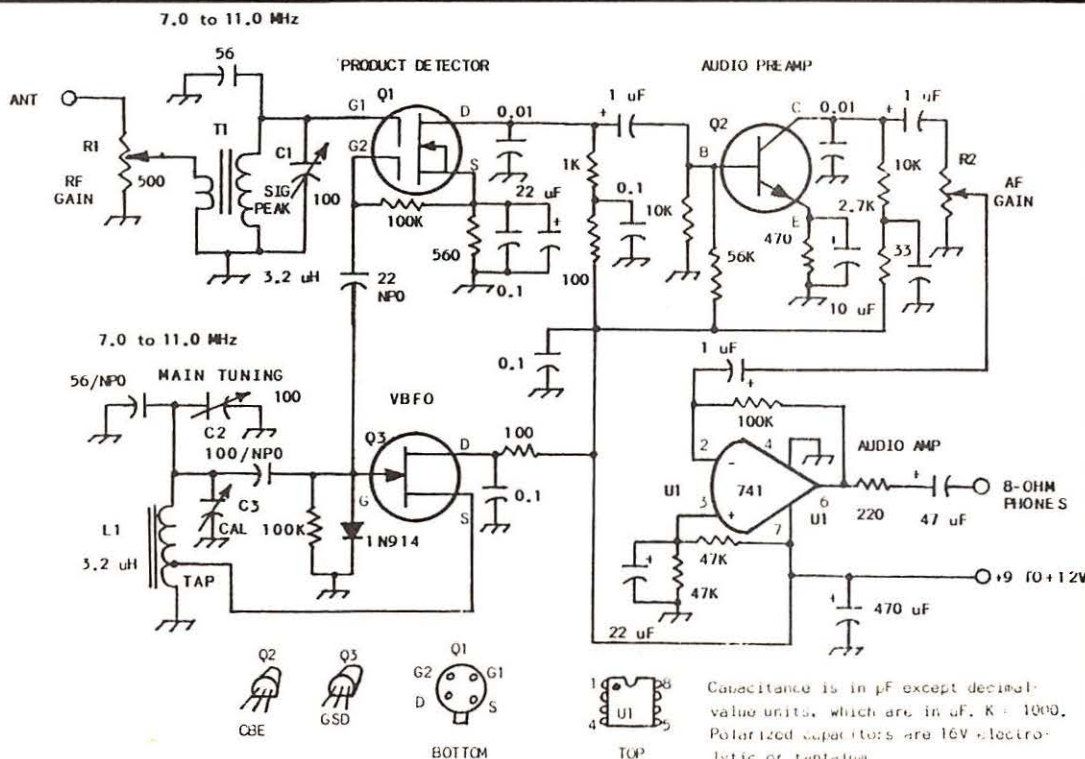 7.0 to 11.0 MHz
56
PRODUCT DETECTOR
AUDIO PREAMP
ANT
R1
500
RF
GAIN
T1
C1
SIG
PEAK
100
3.2 uH
G1
Q1
D
G2
S
100K
560
0.1
22
uF
0.01
1 uF
1K
0.1
100
10K
22
NPO
Q2
C
B
E
56K
470
10 uF
0.01
1 uF
+
10K
2.7K
33
R2
AF
GAIN
0.1
7.0 to 11.0 MHz
56/NPO
MAIN TUNING
100
C2
100/NPO
C3
CAL
L1
3.2 uH
TAP
100K
1N914
VBFO
Q3
D
G
S
100
0.1
1 uF
+
100K
AUDIO AMP
2
4
-
741
U1
3
+
6
U1
7
220
+
47 uF
8-OHM
PHONES
47K
47K
22 uF
+9 TO +12V
+
470 uF
Q2
CBE
Q3
GSD
Q1
G2
G1
D
S
BOTTOM
1
8
U1
4
5
TOP
Capacitance is in pF except decimal-
value units, which are in uF. K = 1000.
Polarized capacitors are 16V electro-
lytic or tantalum